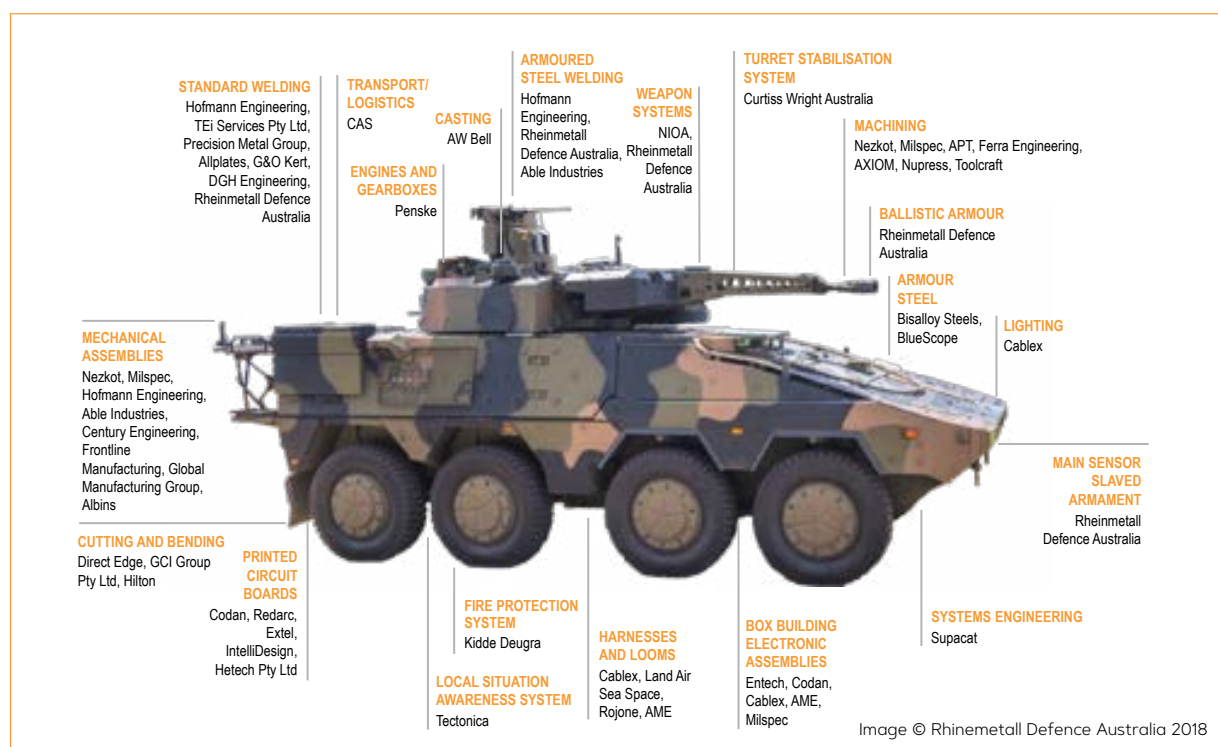 STANDARD WELDING
Hofmann Engineering,
TEi Services Pty Ltd,
Precision Metal Group,
Allplates, G&O Kert,
DGH Engineering,
Rheinmetall Defence
Australia
TRANSPORT/
LOGISTICS
CAS
CASTING
AW Bell
ENGINES AND
GEARBOXES
Penske
ARMOURED
STEEL WELDING
Hofmann
Engineering,
Rheinmetall
Defence Australia,
Able Industries
WEAPON
SYSTEMS
NIOA,
Rheinmetall
Defence
Australia
TURRET STABILISATION
SYSTEM
Curtiss Wright Australia
MACHINING
Nezkot, Milspec, APT, Ferra Engineering,
AXIOM, Nupress, Toolcraft
BALLISTIC ARMOUR
Rheinmetall Defence
Australia
ARMOUR
STEEL
Bisalloy Steels,
BlueScope
LIGHTING
Cablex
MECHANICAL
ASSEMBLIES
Nezkot, Milspec,
Hofmann Engineering,
Able Industries,
Century Engineering,
Frontline
Manufacturing, Global
Manufacturing Group,
Albins
MAIN SENSOR
SLAVED
ARMAMENT
Rheinmetall
Defence Australia
CUTTING AND BENDING
Direct Edge, GCI Group
Pty Ltd, Hilton
PRINTED
CIRCUIT
BOARDS
Codan, Redarc,
Extel,
IntelliDesign,
Hetech Pty Ltd
FIRE PROTECTION
SYSTEM
Kidde Deugra
LOCAL SITUATION
AWARENESS SYSTEM
Tectonica
HARNESSES
AND LOOMS
Cablex, Land Air
Sea Space,
Rojone, AME
BOX BUILDING
ELECTRONIC
ASSEMBLIES
Entech, Codan,
Cablex, AME,
Milspec
SYSTEMS ENGINEERING
Supacat
Image © Rhinemetall Defence Australia 2018